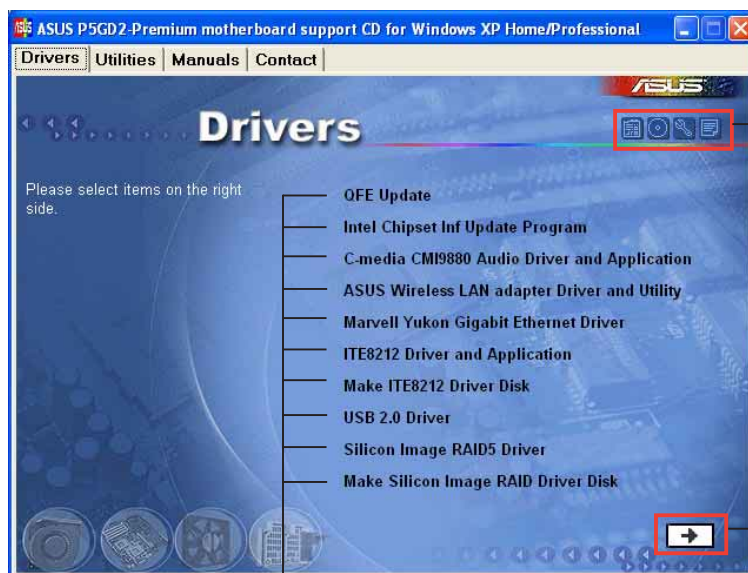 ASUS P5GD2-Premium motherboard support CD for Windows XP Home/Professional
Drivers Utilities Manuals Contact
ASUS
Drivers
Please select items on the right
side.
QFE Update
Intel Chipset Inf Update Program
C-media CMI9880 Audio Driver and Application
ASUS Wireless LAN adapter Driver and Utility
Marvell Yukon Gigabit Ethernet Driver
ITE8212 Driver and Application
Make ITE8212 Driver Disk
USB 2.0 Driver
Silicon Image RAID5 Driver
Make Silicon Image RAID Driver Disk